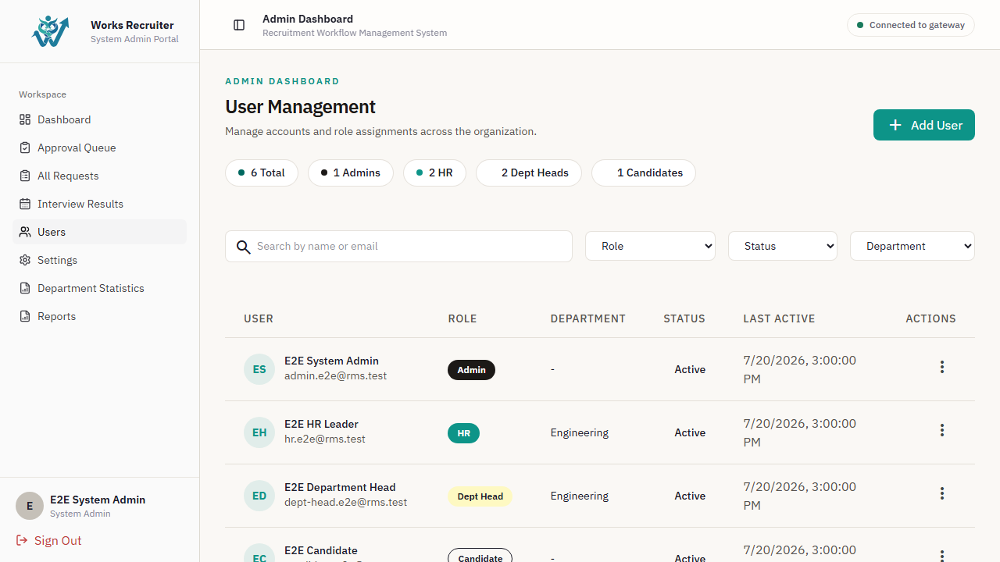 Works Recruiter
System Admin Portal
Workspace
Dashboard
Approval Queue
All Requests
Interview Results
Users
Settings
Department Statistics
Reports
E
E2E System Admin
System Admin
Sign Out
Admin Dashboard
Recruitment Workflow Management System
Connected to gateway
ADMIN DASHBOARD
User Management
Manage accounts and role assignments across the organization.
Add User
6 Total
1 Admins
2 HR
2 Dept Heads
1 Candidates
Search by name or email
Role
Status
Department
USER ROLE DEPARTMENT STATUS LAST ACTIVE ACTIONS
ES
E2E System Admin
admin.e2e@rms.test
Admin
-
Active
7/20/2026, 3:00:00
PM
EH
E2E HR Leader
hr.e2e@rms.test
HR
Engineering
Active
7/20/2026, 3:00:00
PM
ED
E2E Department Head
dept-head.e2e@rms.test
Dept Head
Engineering
Active
7/20/2026, 3:00:00
PM
EC
E2E Candidate
Candidate
-
Active
7/20/2026, 3:00:00